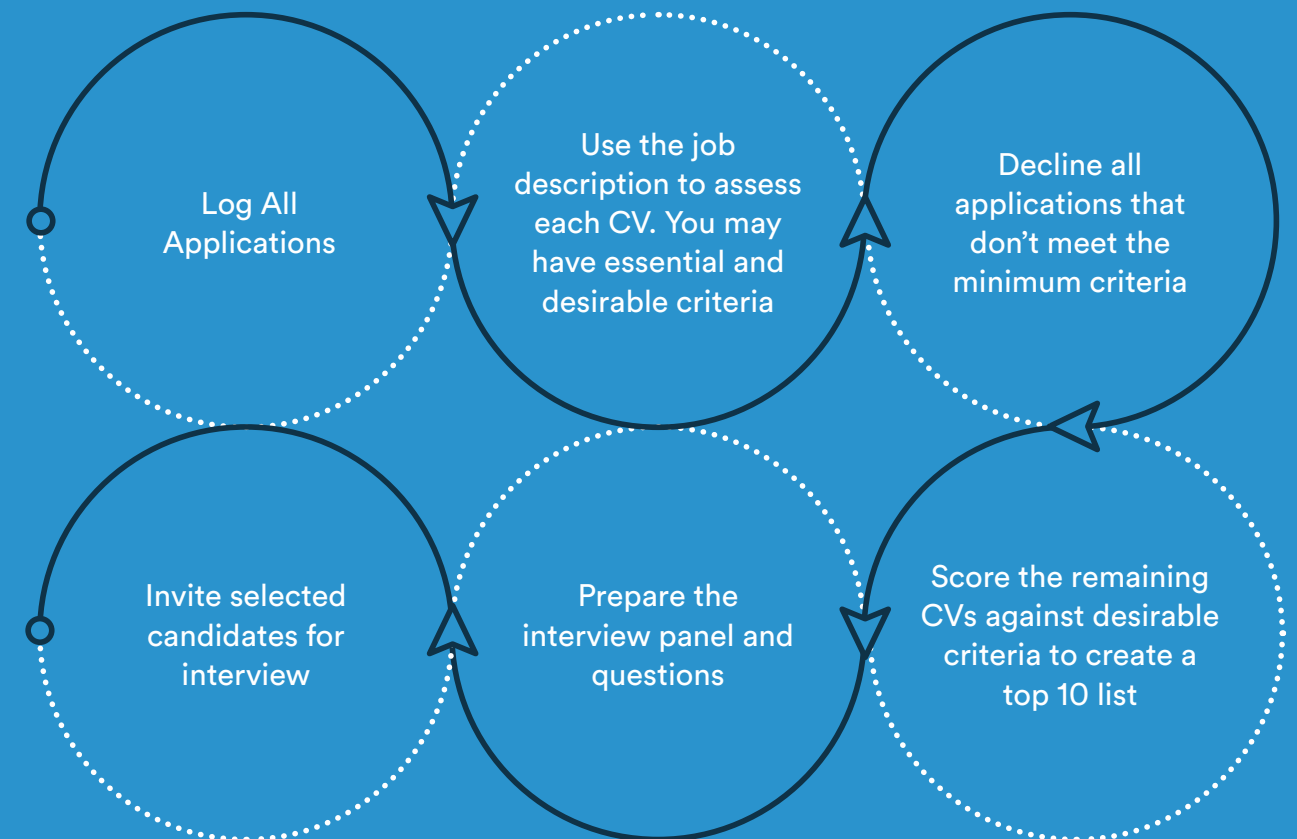 Log All
Applications
Use the job
description to assess
each CV. You may
have essential and
desirable criteria
Decline all
applications that
don’t meet the
minimum criteria
Score the remaining
CVs against desirable
criteria to create a
top 10 list
Prepare the
interview panel and
questions
Invite selected
candidates for
interview